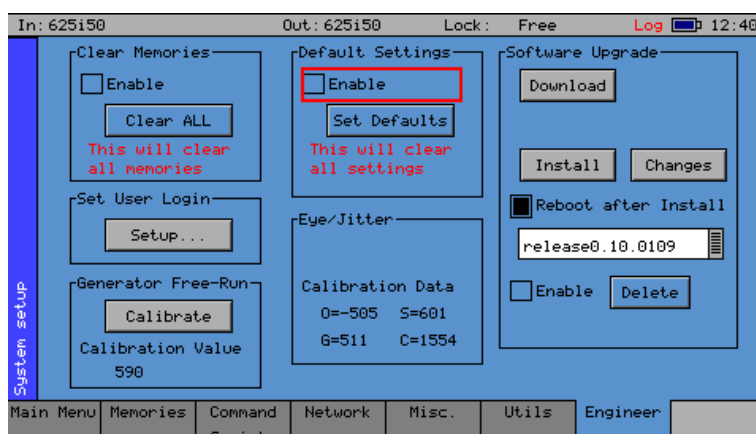 In:625i50 Out:625i50 Lock: Free Log 12:40
Clear Memories
Enable
Clear ALL
This will clear
all memories
Set User Login
Setup...
Generator Free-Run
Calibrate
Calibration Value
590
Default Settings
Enable
Set Defaults
This will clear
all settings
Eye/Jitter
Calibration Data
O=-505 S=601
G=511 C=1554
Software Upgrade
Download
Install Changes
Reboot after Install
release0.10.0109
Enable Delete
System setup
Main Menu Memories Command Network Misc. Utils Engineer